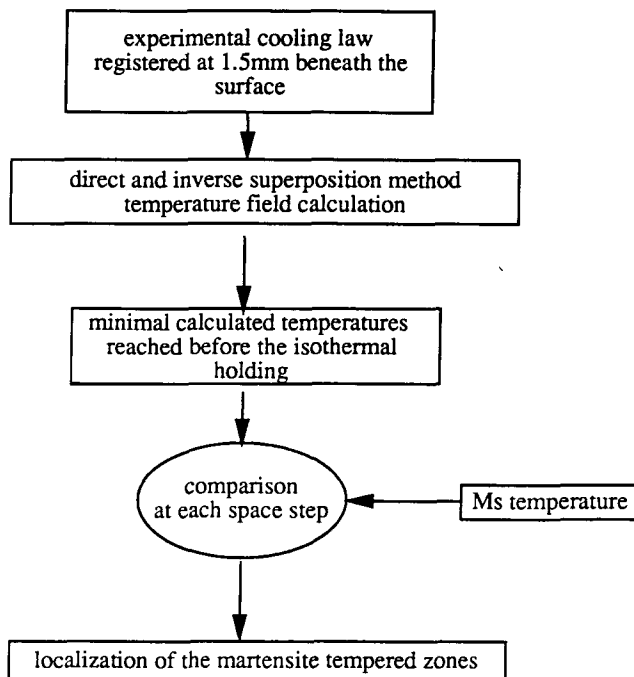 experimental cooling law
registered at 1.5mm beneath the
surface
direct and inverse superposition method
temperature field calculation
minimal calculated temperatures
reached before the isothermal
holding
comparison
at each space step
Ms temperature
localization of the martensite tempered zones